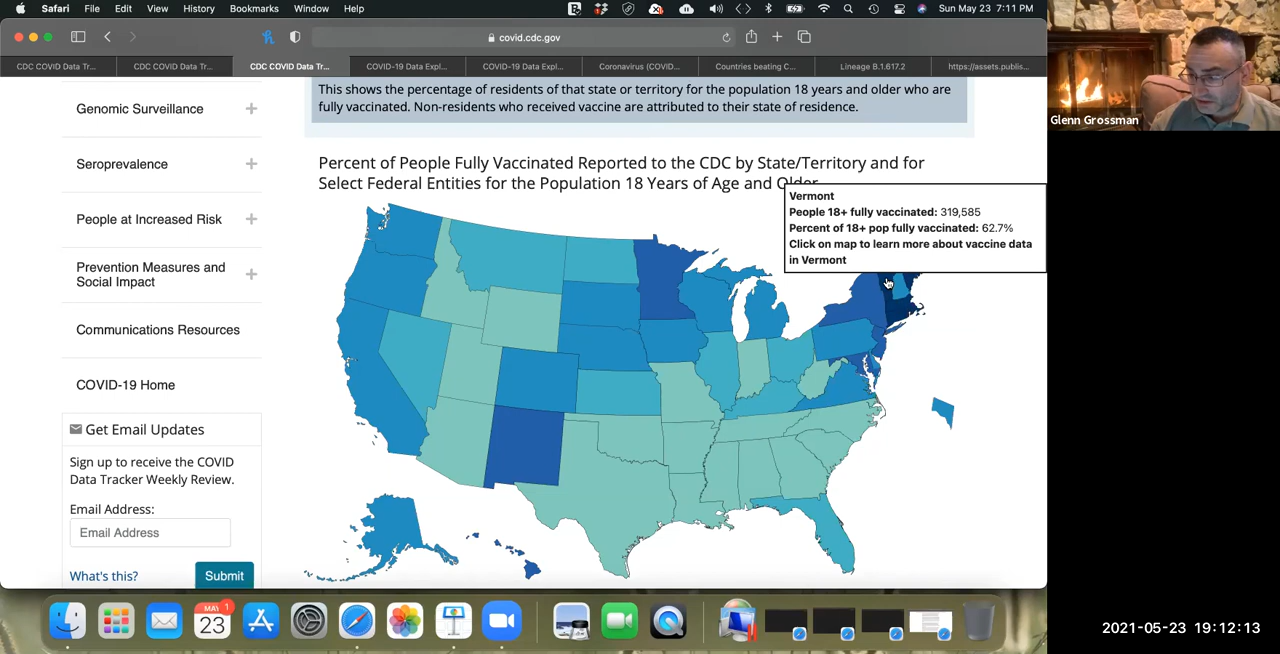 Safari File Edit View History Bookmarks Window Help
Sun May 23 7:11 PM
covid.cdc.gov
CDC COVID Data Tr... CDC COVID Data Tr... CDC COVID Data Tr... COVID-19 Data Expl... COVID-19 Data Expl... Coronavirus (COVID... Countries beating C... Lineage B.1.617.2 https://assets.publis...
Genomic Surveillance
Seroprevalence
People at Increased Risk
Prevention Measures and
Social Impact
Communications Resources
COVID-19 Home
Get Email Updates
Sign up to receive the COVID
Data Tracker Weekly Review.
Email Address:
Email Address
What's this?
Submit
This shows the percentage of residents of that state or territory for the population 18 years and older who are
fully vaccinated. Non-residents who received vaccine are attributed to their state of residence.
Percent of People Fully Vaccinated Reported to the CDC by State/Territory and for
Select Federal Entities for the Population 18 Years of Age and Older
Vermont
People 18+ fully vaccinated: 319,585
Percent of 18+ pop fully vaccinated: 62.7%
Click on map to learn more about vaccine data
in Vermont
Glenn Grossman
MAY
23
1
2021-05-23 19:12:13